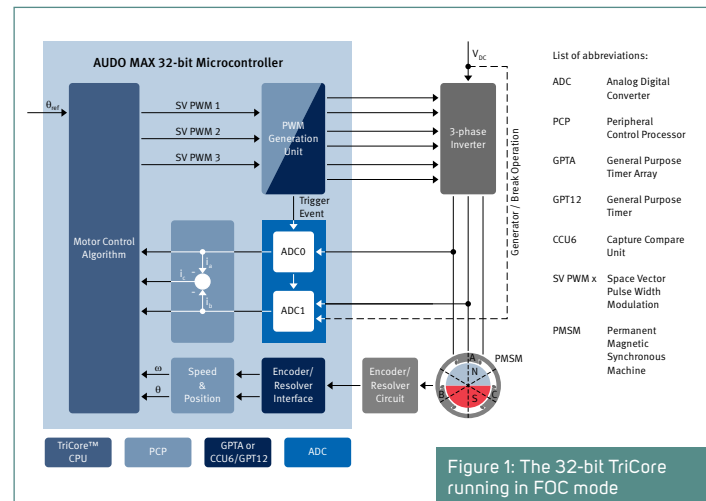 AUDO MAX 32-bit Microcontroller
θref
Motor Control
Algorithm
SV PWM 1
SV PWM 2
SV PWM 3
PWM
Generation
Unit
Trigger
Event
ADC0
ADC1
ia
ic
ib
-
-
ω
θ
Speed
&
Position
Encoder/
Resolver
Interface
Encoder/
Resolver
Circuit
VDC
3-phase
Inverter
Generator / Break Operation
PMSM
A
N
B
C
S
TriCore™
CPU
PCP
GPTA or
CCU6/GPT12
ADC
List of abbreviations:
ADC Analog Digital
Converter
PCP Peripheral
Control Processor
GPTA General Purpose
Timer Array
GPT12 General Purpose
Timer
CCU6 Capture Compare
Unit
SV PWM x Space Vector
Pulse Width
Modulation
PMSM Permanent
Magnetic
Synchronous
Machine
Figure 1: The 32-bit TriCore
running in FOC mode